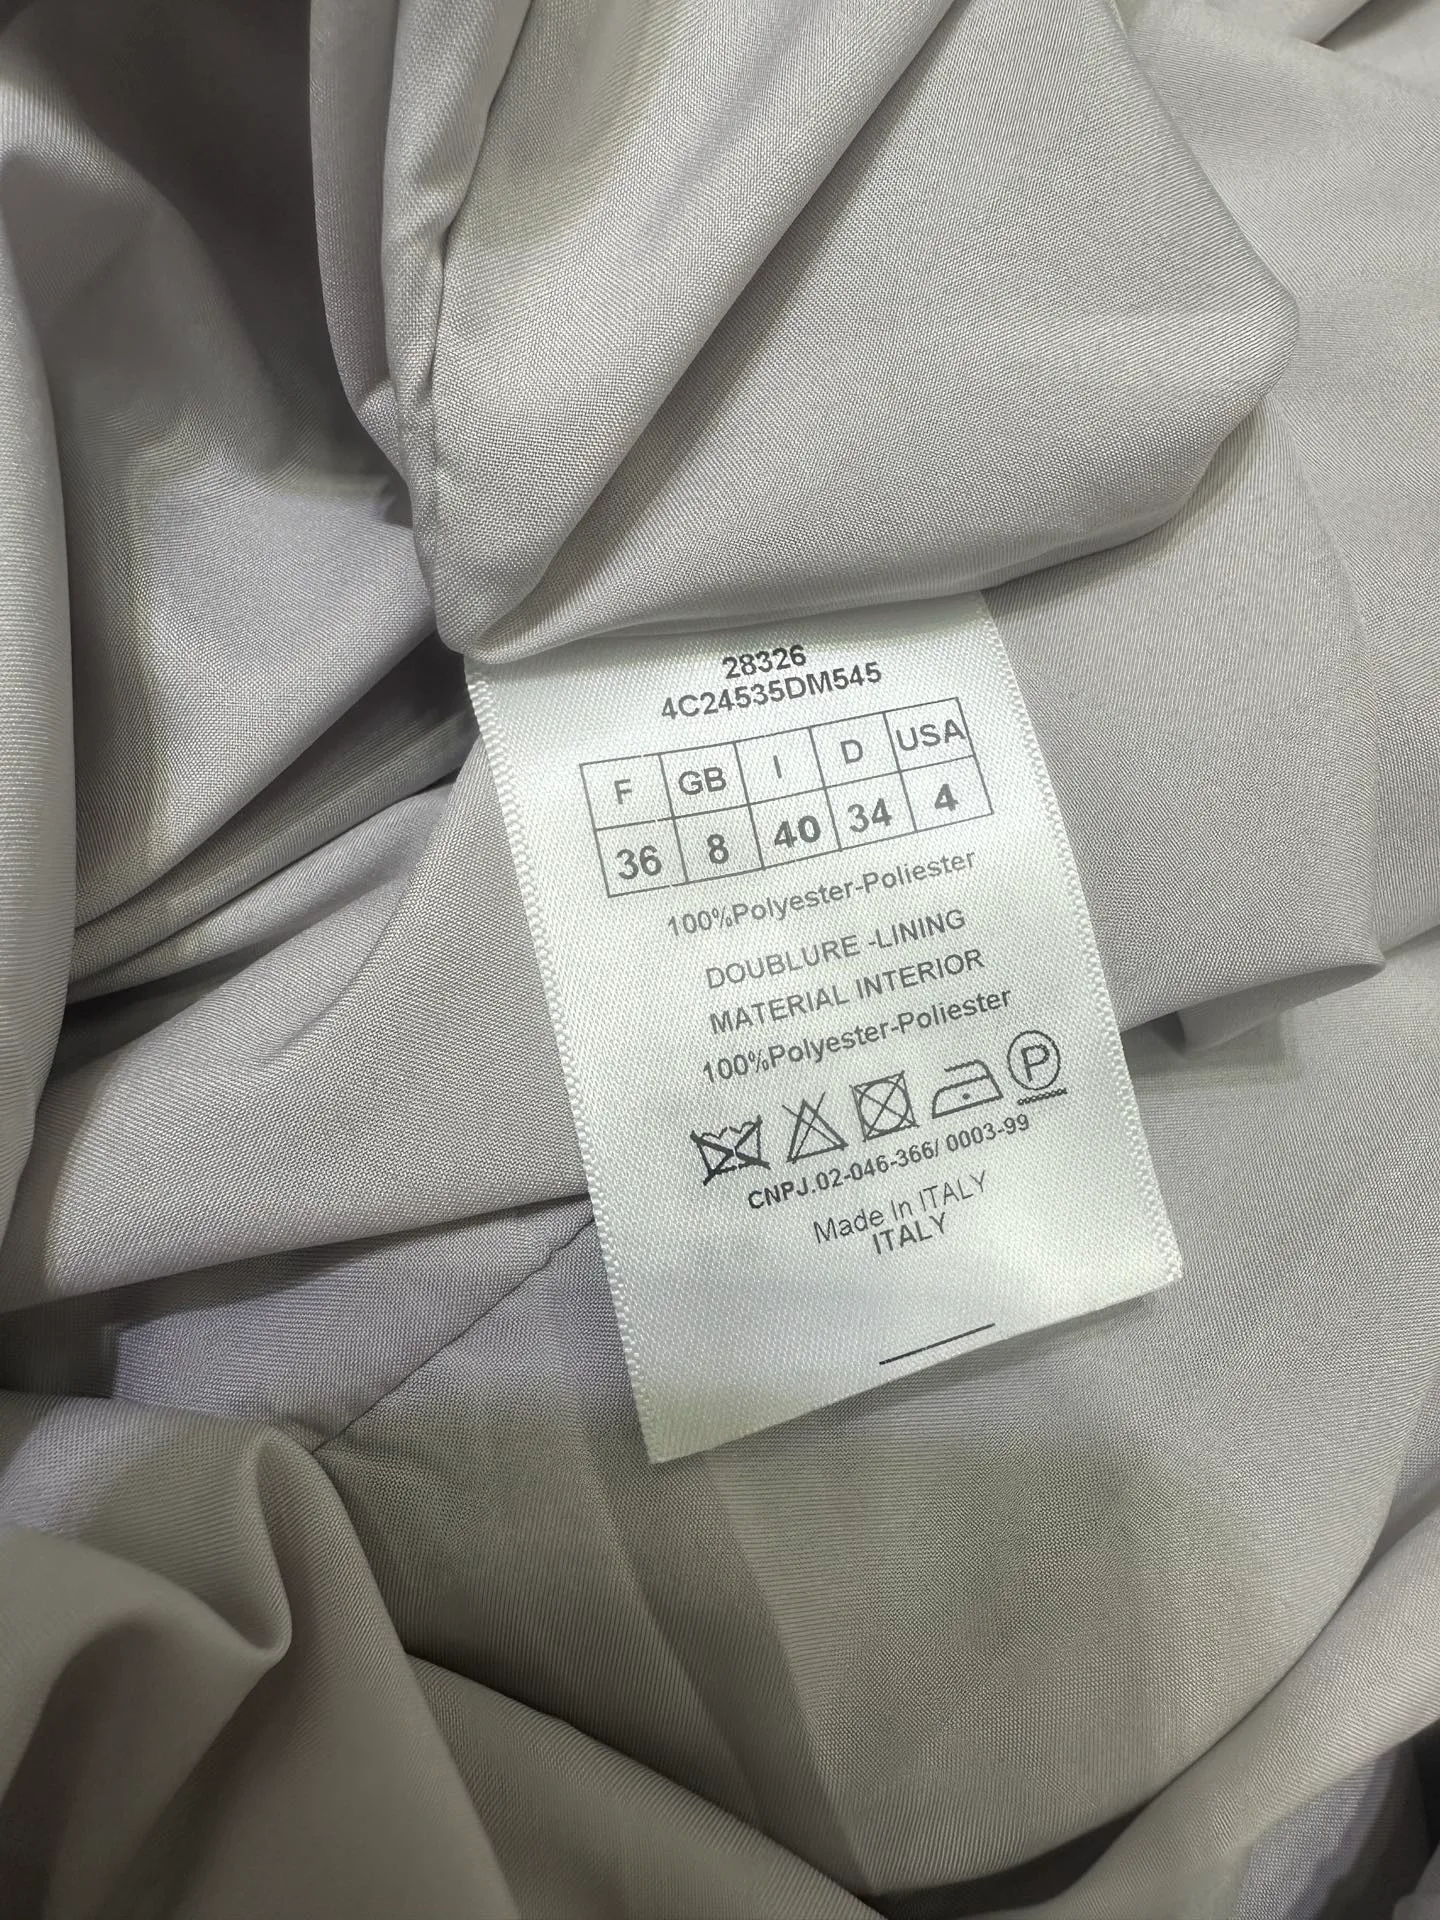 28326
4C24535DM545
F GB I D USA
36 8 40 34 4
100%Polyester-Poliester
DOUBLURE -LINING
MATERIAL INTERIOR
100%Polyester-Poliester
P
CNPJ.02-046-366/ 0003-99
Made In ITALY
ITALY